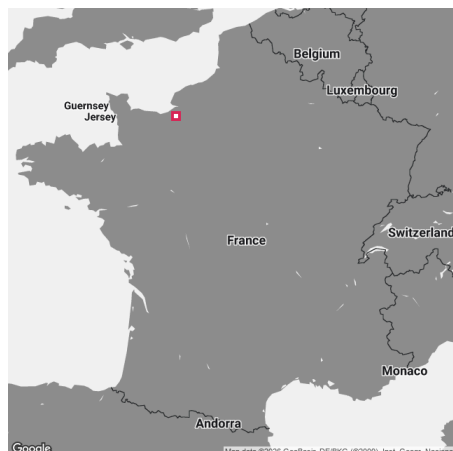 Belgium
Luxembourg
Guernsey
Jersey
Switzerland
France
Monaco
Andorra
Google